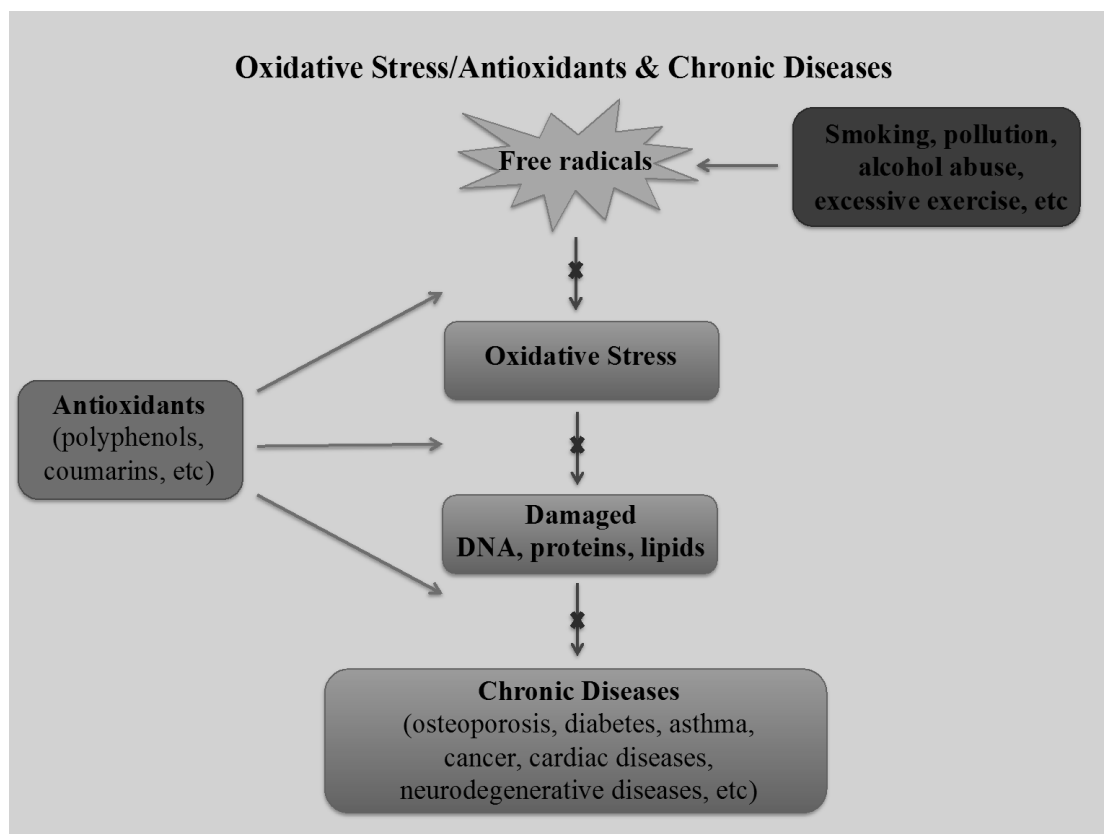 Oxidative Stress/Antioxidants & Chronic Diseases
Free radicals
Smoking, pollution,
alcohol abuse,
excessive exercise, etc
Oxidative Stress
Antioxidants
(polyphenols,
coumarins, etc)
Damaged
DNA, proteins, lipids
Chronic Diseases
(osteoporosis, diabetes, asthma,
cancer, cardiac diseases,
neurodegenerative diseases, etc)